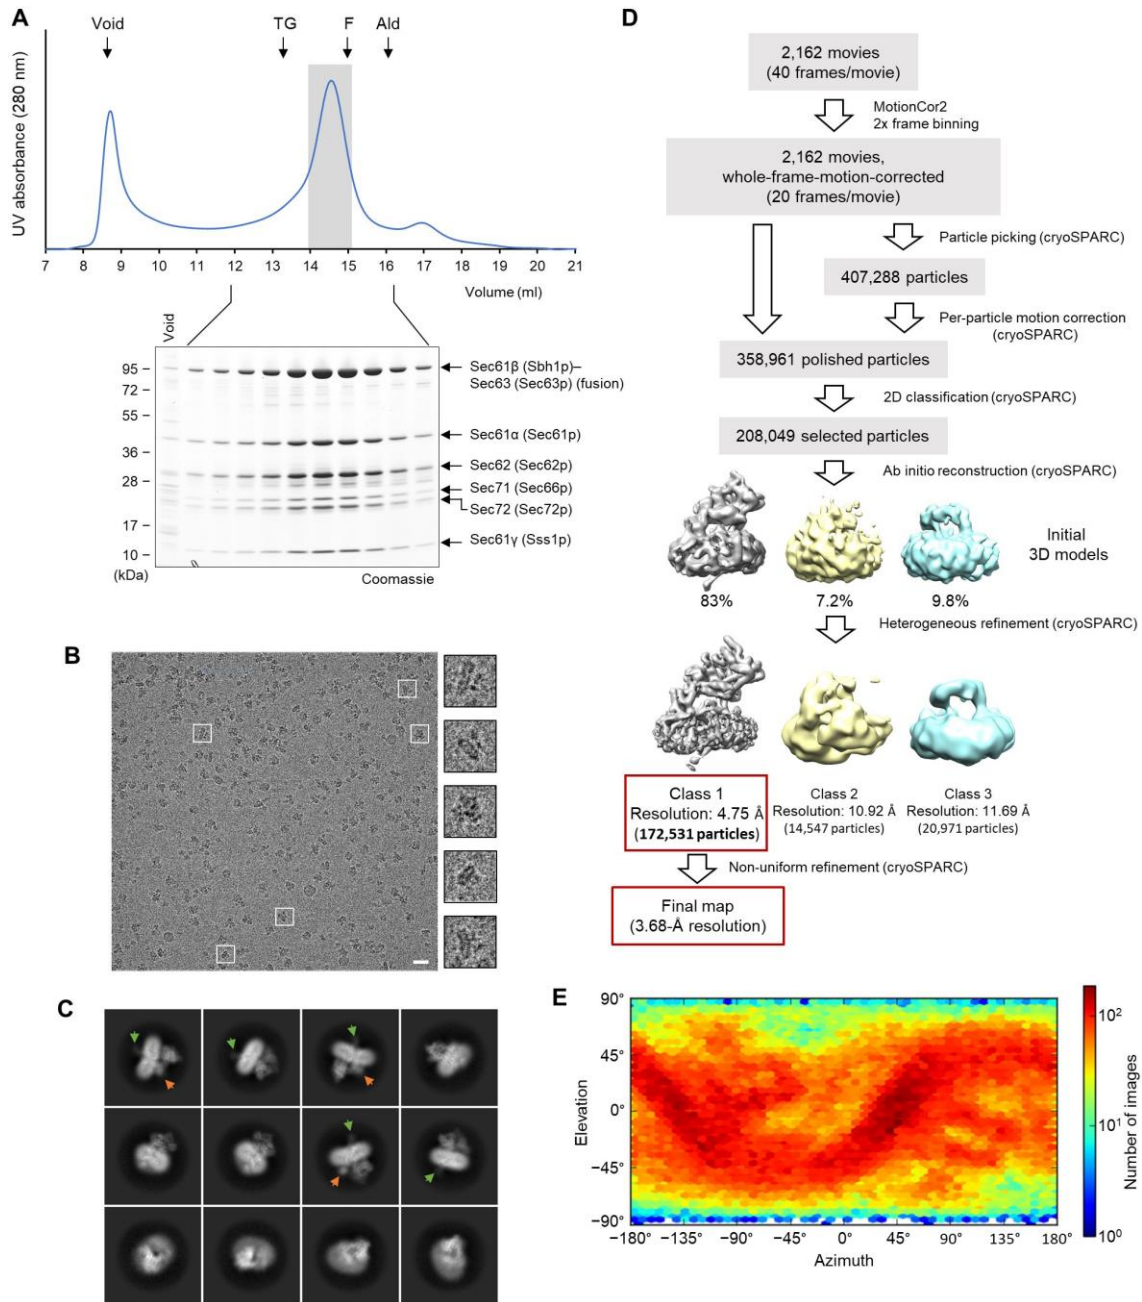 A
Void
TG
F
Ald
UV absorbance (280 nm)
7 8 9 10 11 12 13 14 15 16 17 18 19 20 21
Volume (ml)
Void
95
72
55
36
28
17
10
(kDa)
Sec61β (Sbh1p)–
Sec63 (Sec63p) (fusion)
Sec61α (Sec61p)
Sec62 (Sec62p)
Sec71 (Sec66p)
Sec72 (Sec72p)
Sec61γ (Sss1p)
Coomassie
B
C
D
2,162 movies
(40 frames/movie)
MotionCor2
2x frame binning
2,162 movies,
whole-frame-motion-corrected
(20 frames/movie)
Particle picking (cryoSPARC)
407,288 particles
Per-particle motion correction
(cryoSPARC)
358,961 polished particles
2D classification (cryoSPARC)
208,049 selected particles
Ab initio reconstruction (cryoSPARC)
Initial
3D models
83% 7.2% 9.8%
Heterogeneous refinement (cryoSPARC)
Class 1
Resolution: 4.75 Å
(172,531 particles)
Class 2
Resolution: 10.92 Å
(14,547 particles)
Class 3
Resolution: 11.69 Å
(20,971 particles)
Non-uniform refinement (cryoSPARC)
Final map
(3.68-Å resolution)
E
90°
45°
0°
−45°
−90°
Elevation
−180° −135° −90° −45° 0° 45° 90° 135° 180°
Azimuth
10²
10¹
10⁰
Number of images